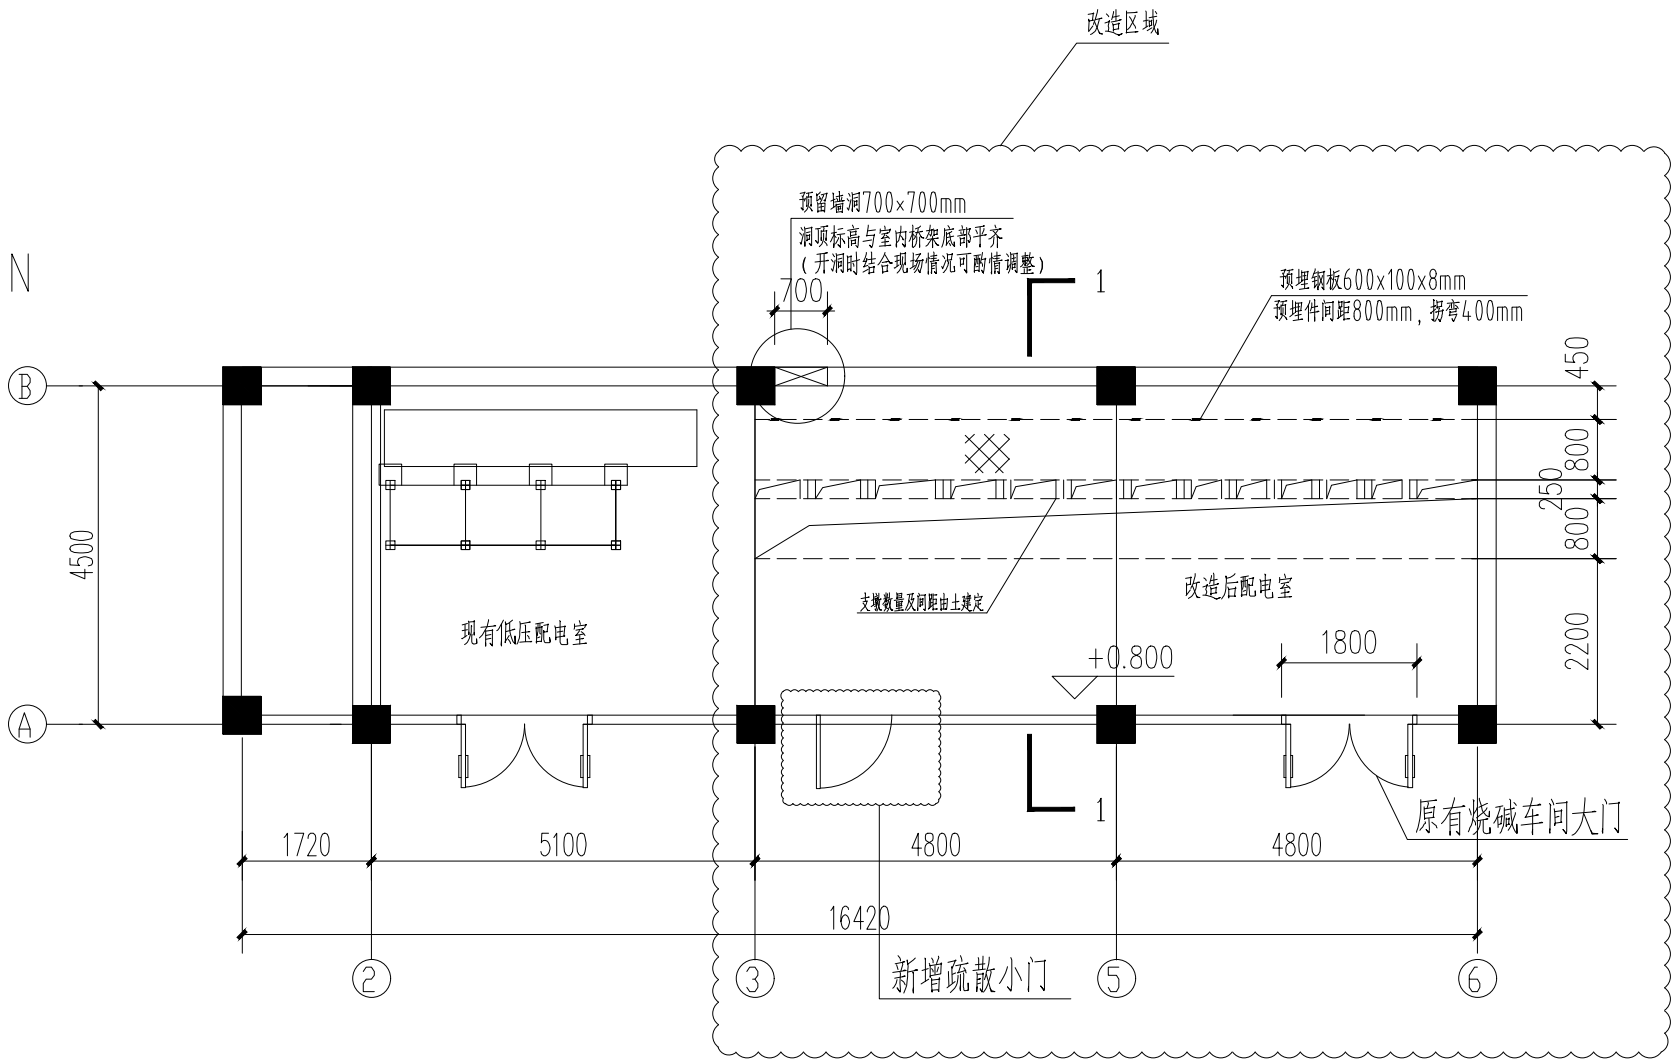 改造区域
预留墙洞700×700mm
洞顶标高与室内桥架底部平齐
（开洞时结合现场情况可酌情调整）
700
1
N
预埋钢板600x100x8mm
预埋件间距800mm，拐弯400mm
B
450
800
250
800
4500
支墩数量及间距由土建定
改造后配电室
现有低压配电室
2200
1800
+0.800
A
1
原有烧碱车间大门
1720
5100
4800
4800
16420
新增疏散小门
2
3
5
6